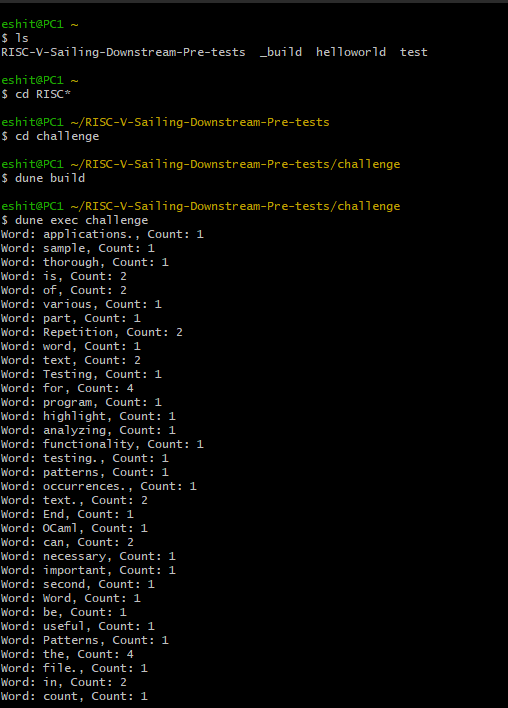 eshit@PC1 ~
$ ls
RISC-V-Sailing-Downstream-Pre-tests  _build  helloworld  test
eshit@PC1 ~
$ cd RISC*
eshit@PC1 ~/RISC-V-Sailing-Downstream-Pre-tests
$ cd challenge
eshit@PC1 ~/RISC-V-Sailing-Downstream-Pre-tests/challenge
$ dune build
eshit@PC1 ~/RISC-V-Sailing-Downstream-Pre-tests/challenge
$ dune exec challenge
Word: applications., Count: 1
Word: sample, Count: 1
Word: thorough, Count: 1
Word: is, Count: 2
Word: of, Count: 2
Word: various, Count: 1
Word: part, Count: 1
Word: Repetition, Count: 2
Word: word, Count: 1
Word: text, Count: 2
Word: Testing, Count: 1
Word: for, Count: 4
Word: program, Count: 1
Word: highlight, Count: 1
Word: analyzing, Count: 1
Word: functionality, Count: 1
Word: testing., Count: 1
Word: patterns, Count: 1
Word: occurrences., Count: 1
Word: text., Count: 2
Word: End, Count: 1
Word: OCaml, Count: 1
Word: can, Count: 2
Word: necessary, Count: 1
Word: important, Count: 1
Word: second, Count: 1
Word: Word, Count: 1
Word: be, Count: 1
Word: useful, Count: 1
Word: Patterns, Count: 1
Word: the, Count: 4
Word: file., Count: 1
Word: in, Count: 2
Word: count, Count: 1